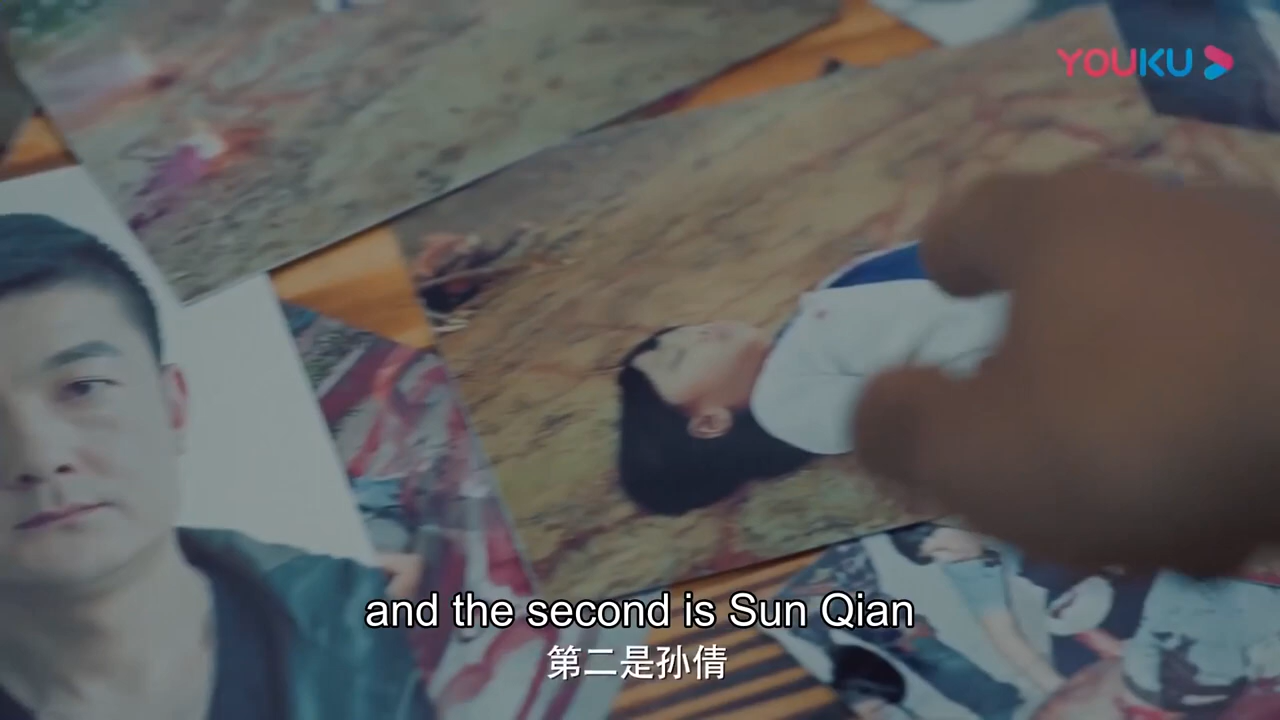 YOUKU
and the second is Sun Qian
第二是孙倩